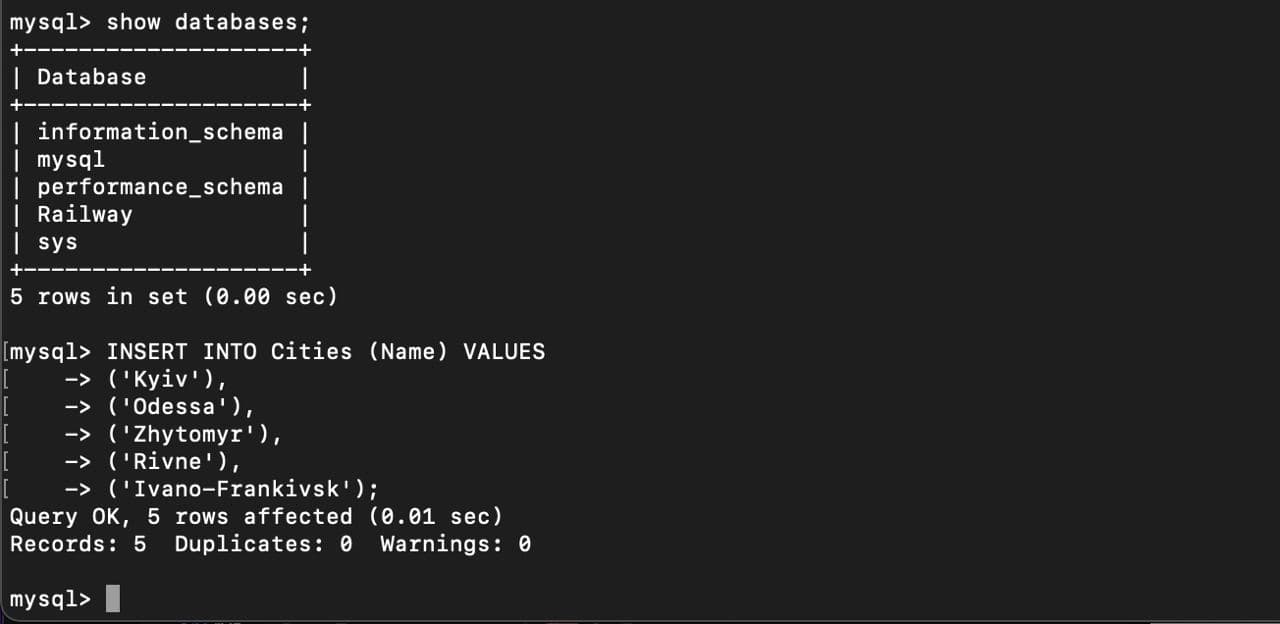 mysql> show databases;
+--------------------+
| Database           |
+--------------------+
| information_schema |
| mysql              |
| performance_schema |
| Railway            |
| sys                |
+--------------------+
5 rows in set (0.00 sec)
[mysql> INSERT INTO Cities (Name) VALUES
[    -> ('Kyiv'),
[    -> ('Odessa'),
[    -> ('Zhytomyr'),
[    -> ('Rivne'),
[    -> ('Ivano-Frankivsk');
Query OK, 5 rows affected (0.01 sec)
Records: 5  Duplicates: 0  Warnings: 0
mysql>